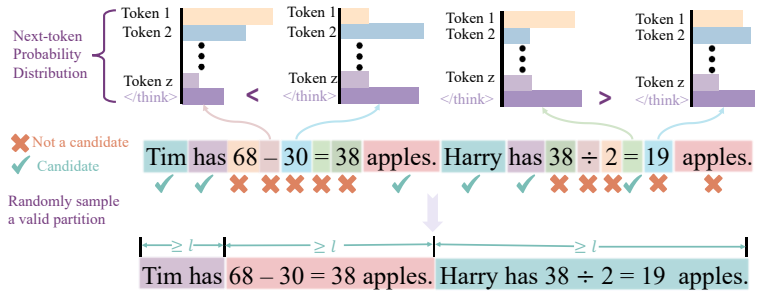 Next-token
Probability
Distribution
Token 1
Token 2
Token z
</think>
<
Token 1
Token 2
Token z
</think>
Token 1
Token 2
Token z
</think>
>
Token 1
Token 2
Token z
</think>
Not a candidate
Candidate
Tim has 68 – 30 = 38 apples. Harry has 38 ÷ 2 = 19 apples.
Randomly sample
a valid partition
≥ l
≥ l
≥ l
Tim has 68 – 30 = 38 apples. Harry has 38 ÷ 2 = 19 apples.